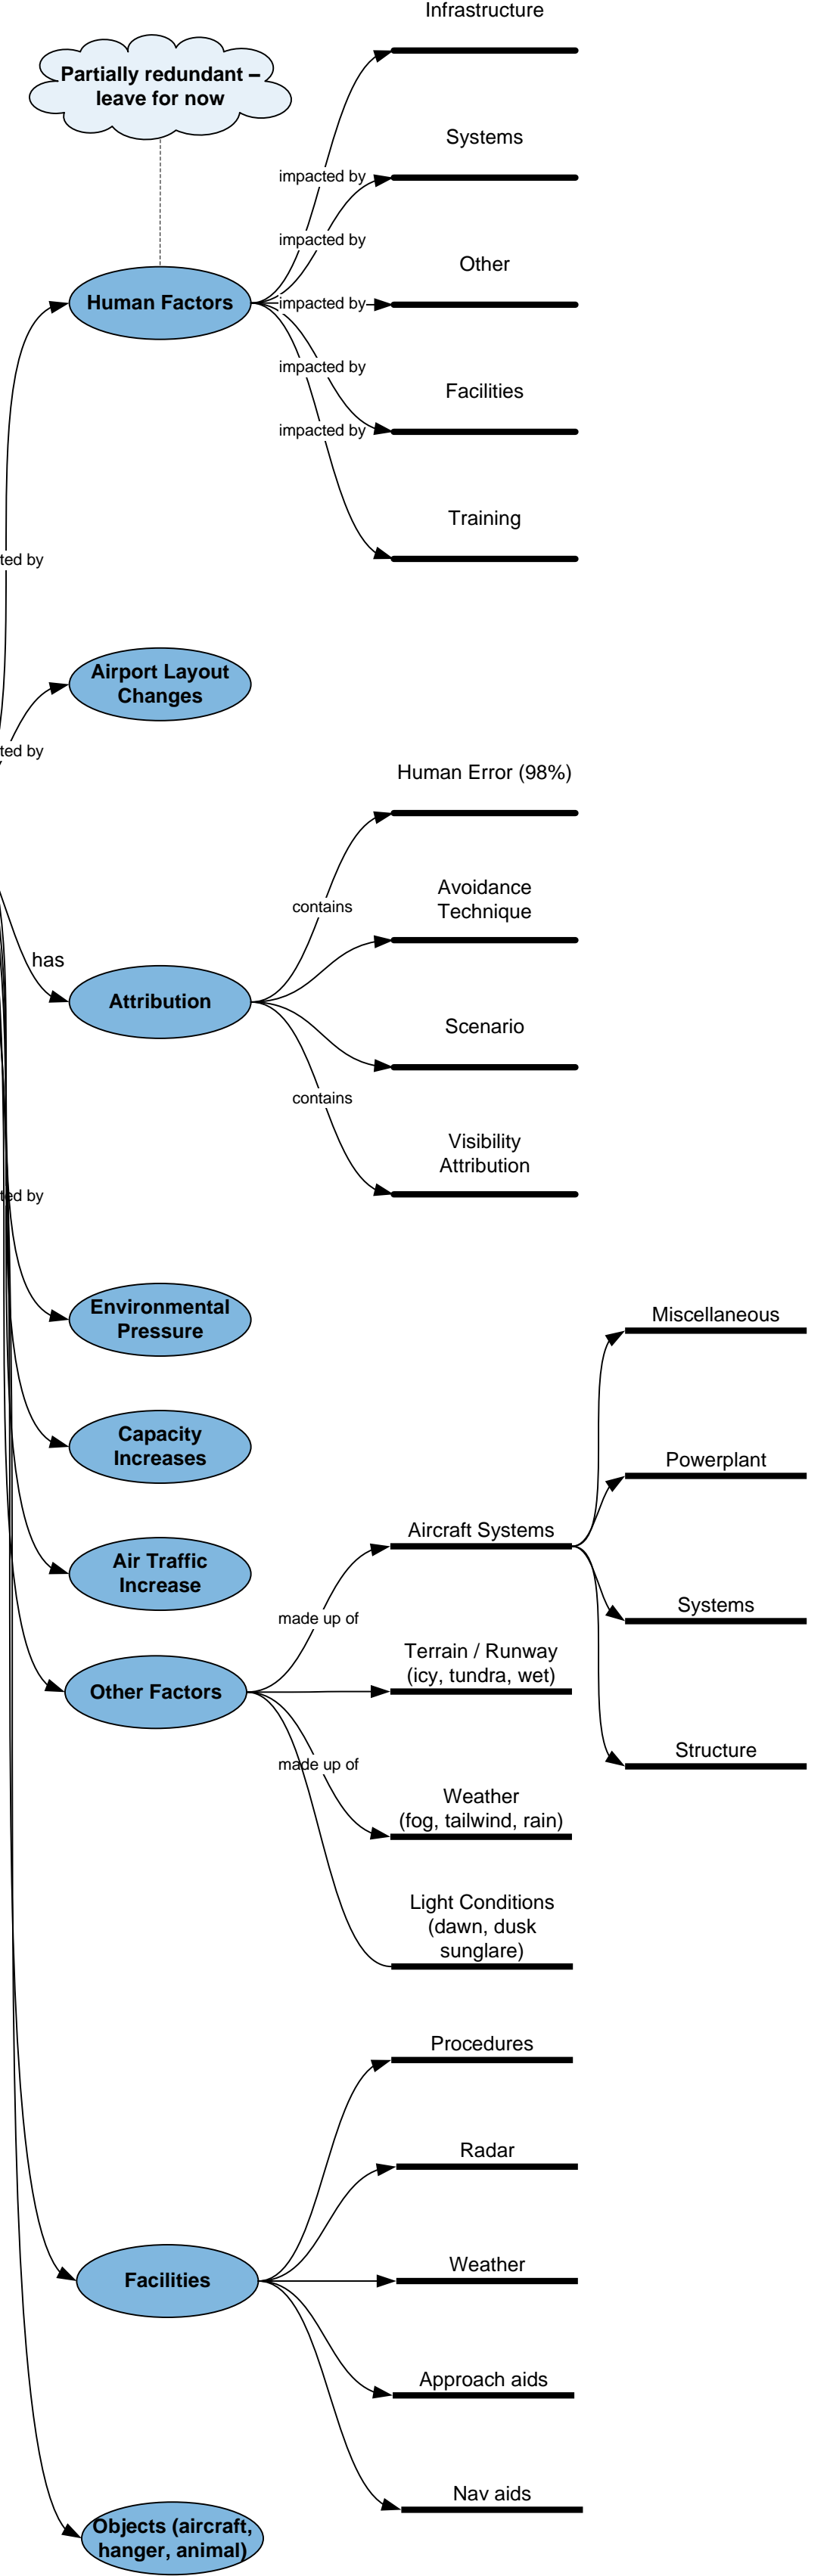 Infrastructure
Partially redundant –
leave for now
Systems
impacted by
impacted by
Other
Human Factors
impacted by
impacted by
Facilities
impacted by
Training
ted by
Airport Layout
Changes
ted by
Human Error (98%)
Avoidance
Technique
contains
has
Attribution
Scenario
contains
Visibility
Attribution
ted by
Environmental
Pressure
Miscellaneous
Capacity
Increases
Powerplant
Aircraft Systems
Air Traffic
Increase
Systems
made up of
Terrain / Runway
(icy, tundra, wet)
Other Factors
Structure
made up of
Weather
(fog, tailwind, rain)
Light Conditions
(dawn, dusk
sunglare)
Procedures
Radar
Weather
Facilities
Approach aids
Nav aids
Objects (aircraft,
hanger, animal)